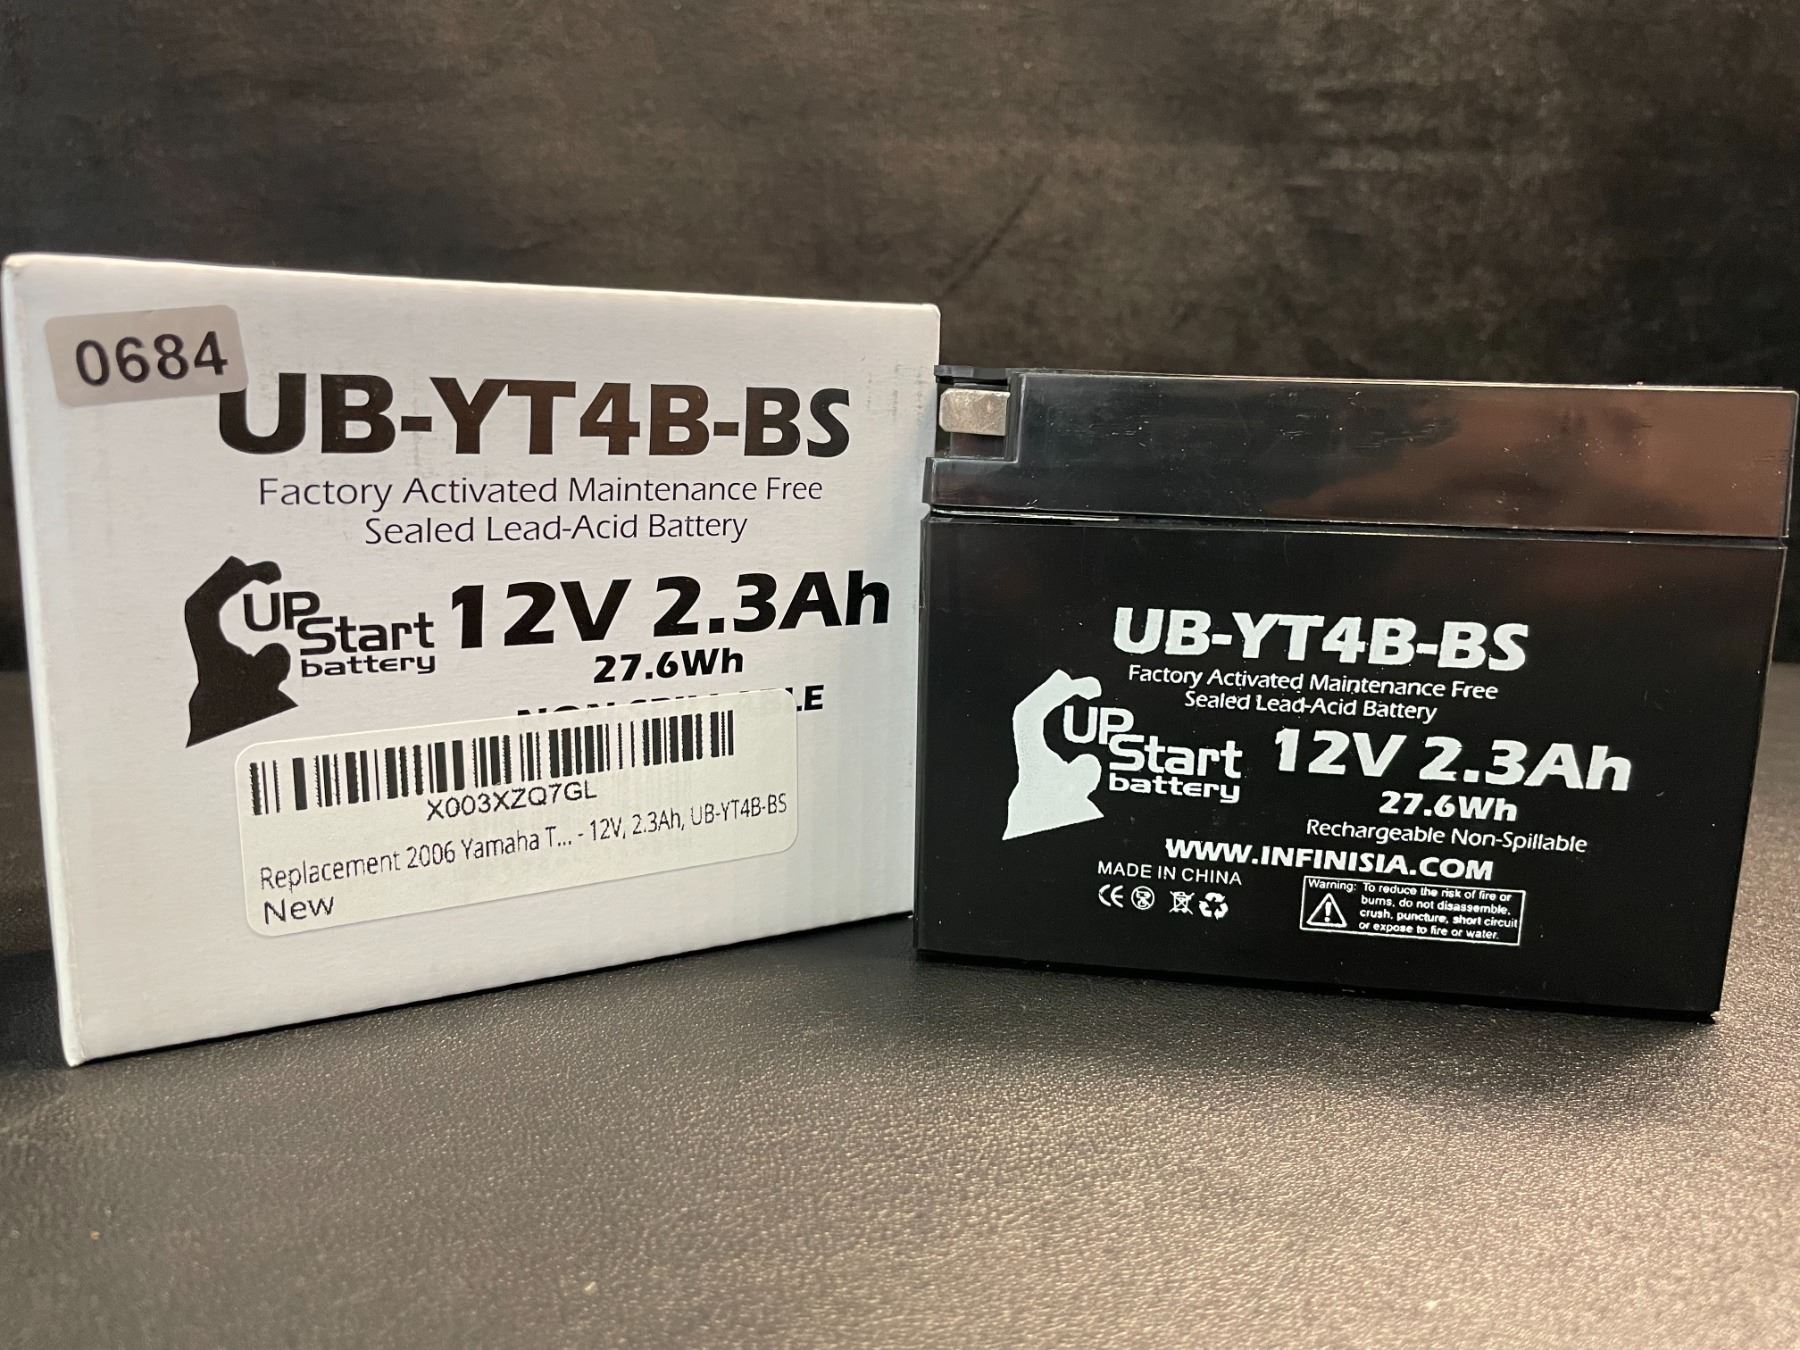 0684
UB-YT4B-BS
Factory Activated Maintenance Free
Sealed Lead-Acid Battery
UPStart
battery
12V 2.3Ah
27.6Wh
X003XZQ7GL
Replacement 2006 Yamaha T... - 12V, 2.3Ah, UB-YT4B-BS
New
UB-YT4B-BS
Factory Activated Maintenance Free
Sealed Lead-Acid Battery
UPStart
battery
12V 2.3Ah
27.6Wh
Rechargeable Non-Spillable
WWW.INFINISIA.COM
MADE IN CHINA
CE
Warning: To reduce the risk of fire or
burns, do not disassemble,
crush, puncture, short circuit
or expose to fire or water.